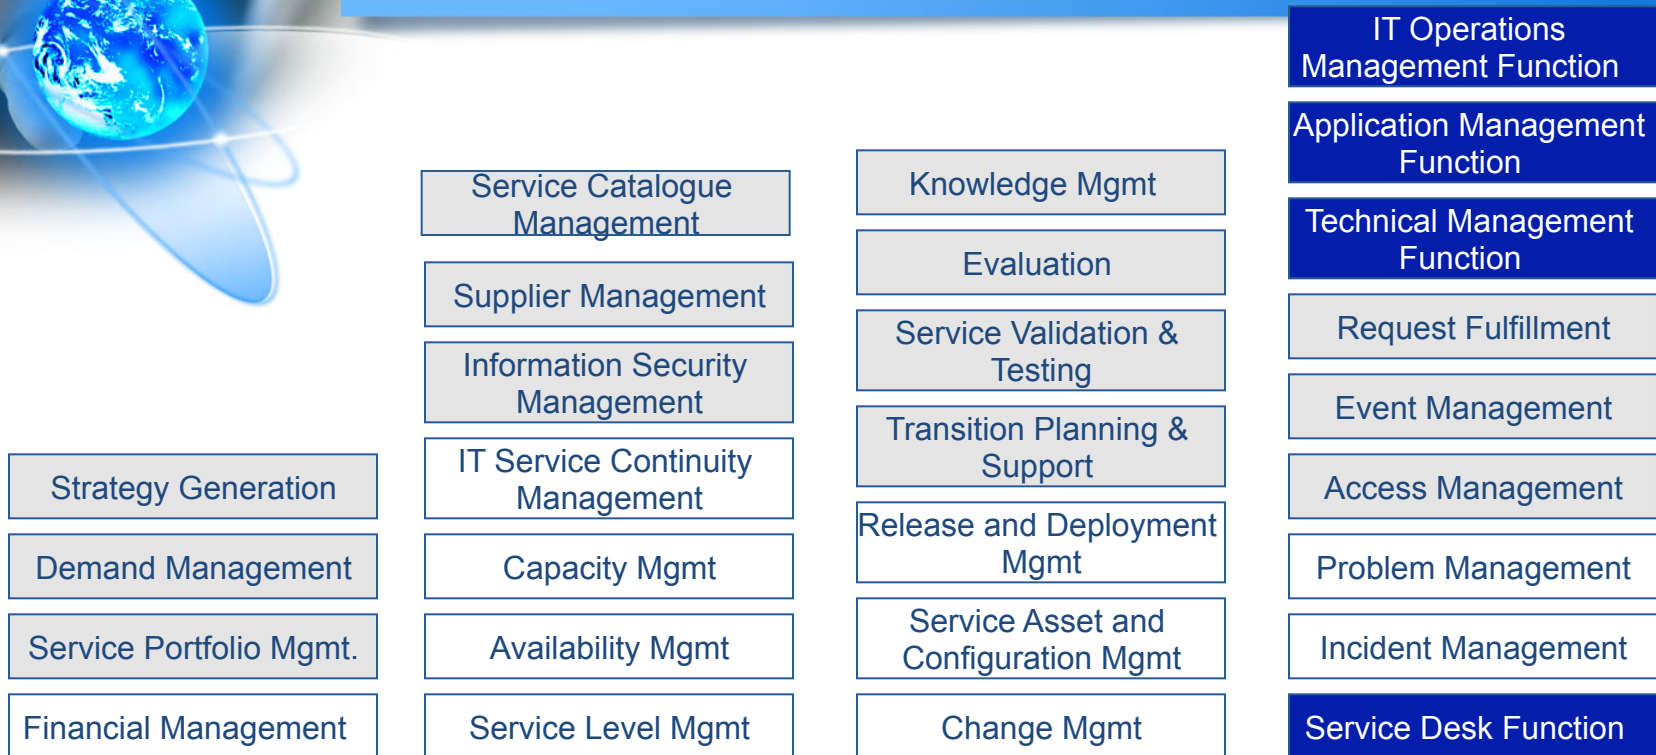 Strategy Generation
Demand Management
Service Portfolio Mgmt.
Financial Management
Service Catalogue
Management
Supplier Management
Information Security
Management
IT Service Continuity
Management
Capacity Mgmt
Availability Mgmt
Service Level Mgmt
Knowledge Mgmt
Evaluation
Service Validation &
Testing
Transition Planning &
Support
Release and Deployment
Mgmt
Service Asset and
Configuration Mgmt
Change Mgmt
IT Operations
Management Function
Application Management
Function
Technical Management
Function
Request Fulfillment
Event Management
Access Management
Problem Management
Incident Management
Service Desk Function